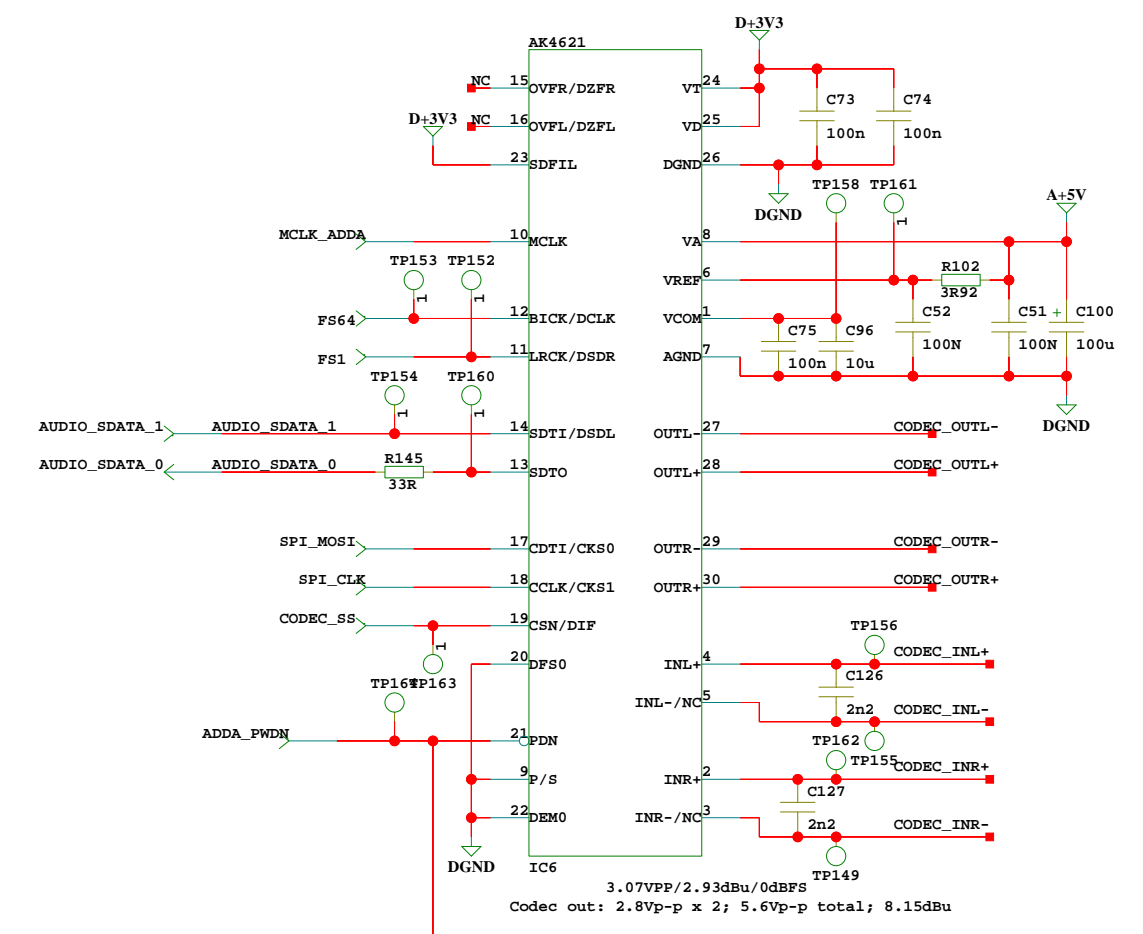 D+3V3
AK4621
NC 15 OVFR/DZFR VT 24
C73 C74
D+3V3 NC 16 OVFL/DZFL VD 25 100n 100n
23 SDFIL DGND 26
TP158 TP161
DGND A+5V
MCLK_ADDA 10 MCLK VA 8 1
TP153 TP152 VREF 6 R102
1 1 3R92
FS64 12 BICK/DCLK VCOM 1 C75 C96 C52 C51 + C100
100N 100N 100u
FS1 11 LRCK/DSDR AGND 7 100n 10u
TP154 TP160
1 1
AUDIO_SDATA_1 AUDIO_SDATA_1 14 SDTI/DSDL OUTL- 27 CODEC_OUTL- DGND
AUDIO_SDATA_0 AUDIO_SDATA_0 R145 13 SDTO OUTL+ 28 CODEC_OUTL+
33R
SPI_MOSI 17 CDTI/CKS0 OUTR- 29 CODEC_OUTR-
SPI_CLK 18 CCLK/CKS1 OUTR+ 30 CODEC_OUTR+
CODEC_SS 19 CSN/DIF TP156
1 CODEC_INL+
20 DFS0 INL+ 4
TP164 TP163 C126
INL-/NC 5 2n2 CODEC_INL-
ADDA_PWDN 21 PDN TP162
TP155 CODEC_INR+
9 P/S INR+ 2 C127
22 DEM0 INR-/NC 3 2n2 CODEC_INR-
DGND IC6 TP149
3.07VPP/2.93dBu/0dBFS
Codec out: 2.8Vp-p x 2; 5.6Vp-p total; 8.15dBu